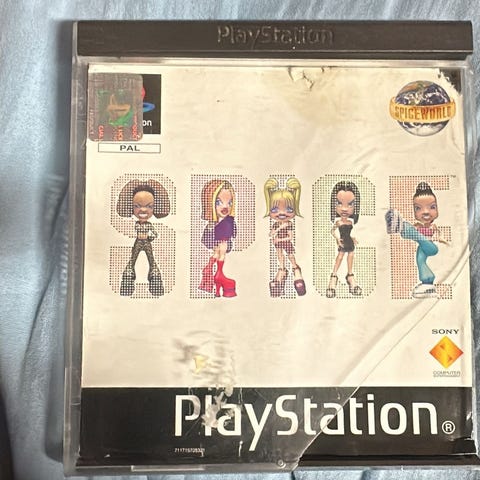 PlayStation
PAL
SPICEWORLD
SPICE
SONY
COMPUTER
ENTERTAINMENT
PlayStation®